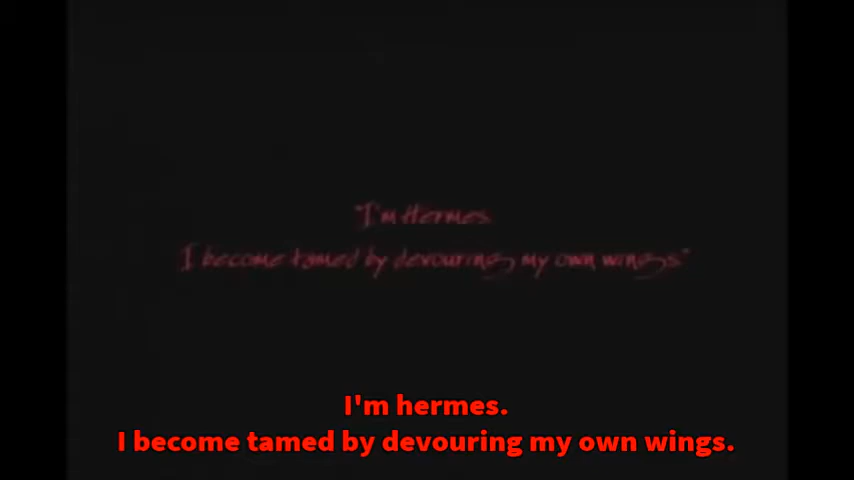 "I'm Hermes
I become tamed by devouring my own wings"
I'm hermes.
I become tamed by devouring my own wings.